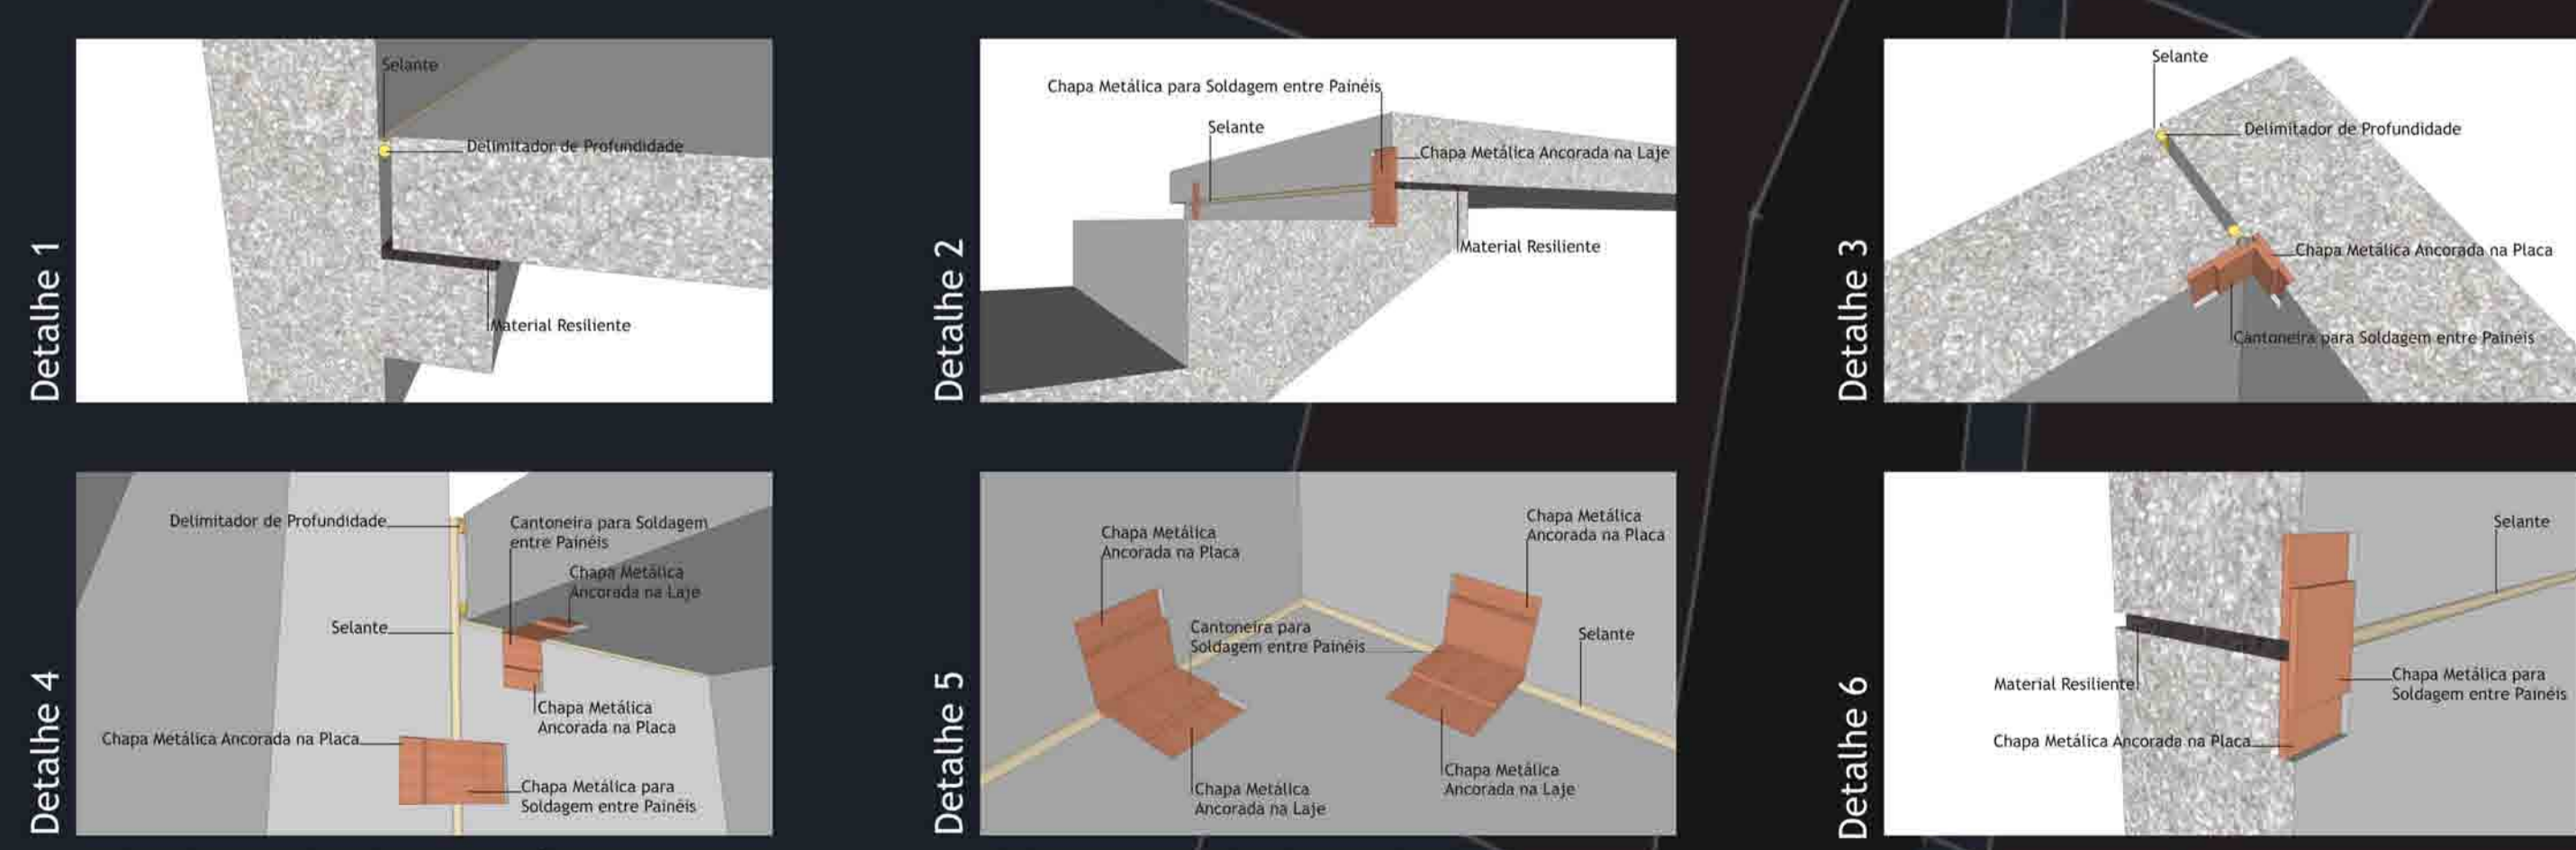 Detalhe 1
Selante
Delimitador de Profundidade
Material Resiliente
Detalhe 2
Chapa Metálica para Soldagem entre Painéis
Selante
Chapa Metálica Ancorada na Laje
Material Resiliente
Detalhe 3
Selante
Delimitador de Profundidade
Chapa Metálica Ancorada na Placa
Cantoneira para Soldagem entre Painéis
Detalhe 4
Delimitador de Profundidade
Cantoneira para Soldagem
entre Painéis
Chapa Metálica
Ancorada na Laje
Selante
Chapa Metálica
Ancorada na Placa
Chapa Metálica Ancorada na Placa
Chapa Metálica para
Soldagem entre Painéis
Detalhe 5
Chapa Metálica
Ancorada na Placa
Chapa Metálica
Ancorada na Placa
Cantoneira para
Soldagem entre Painéis
Selante
Chapa Metálica
Ancorada na Laje
Chapa Metálica
Ancorada na Laje
Detalhe 6
Selante
Material Resiliente
Chapa Metálica para
Soldagem entre Painéis
Chapa Metálica Ancorada na Placa